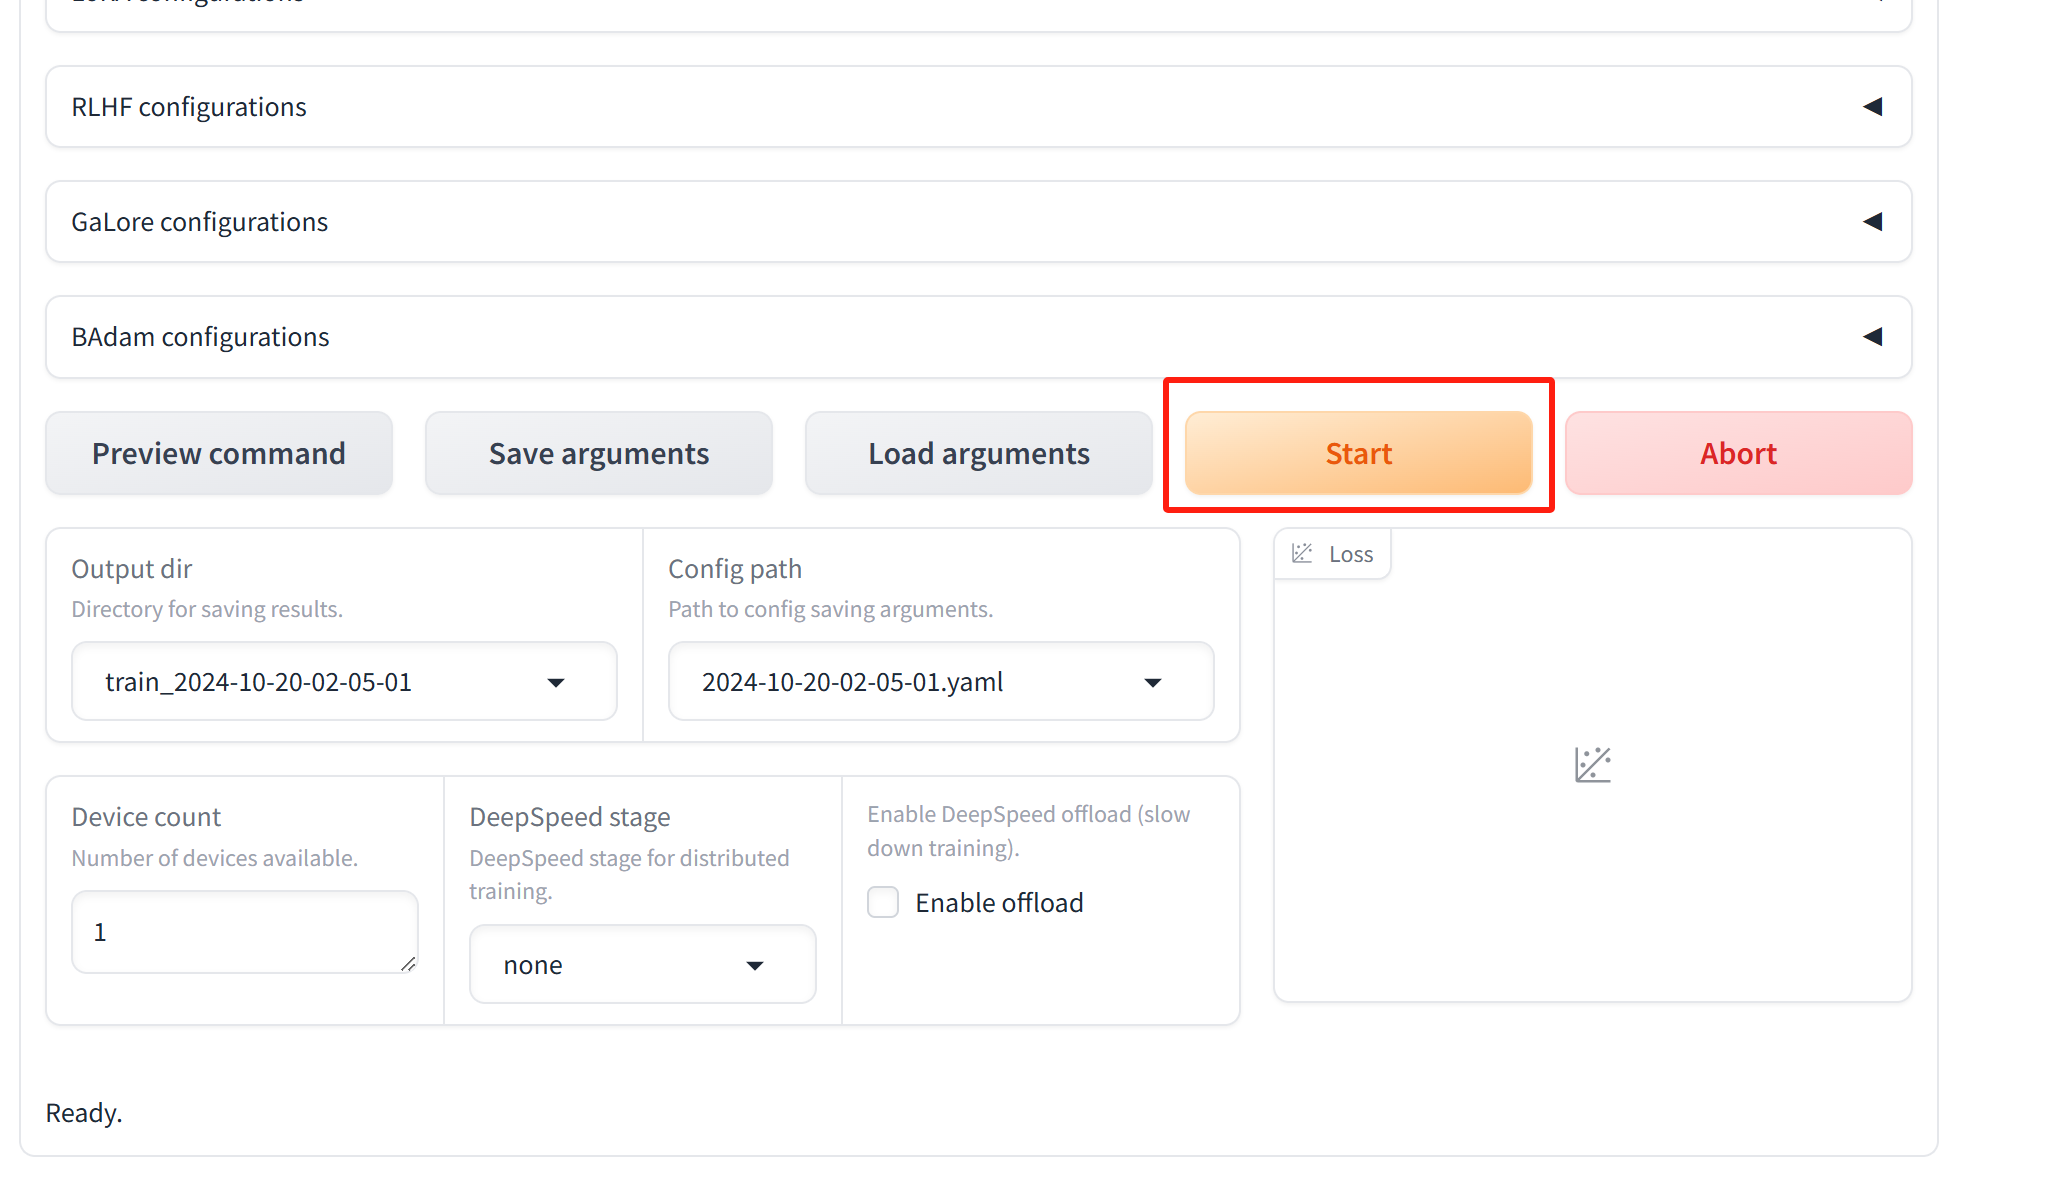 configurations
RLHF configurations
GaLore configurations
BAdam configurations
Preview command
Save arguments
Load arguments
Start
Abort
Output dir
Directory for saving results.
train_2024-10-20-02-05-01
Config path
Path to config saving arguments.
2024-10-20-02-05-01.yaml
Loss
Device count
Number of devices available.
1
DeepSpeed stage
DeepSpeed stage for distributed
training.
none
Enable DeepSpeed offload (slow
down training).
Enable offload
Ready.